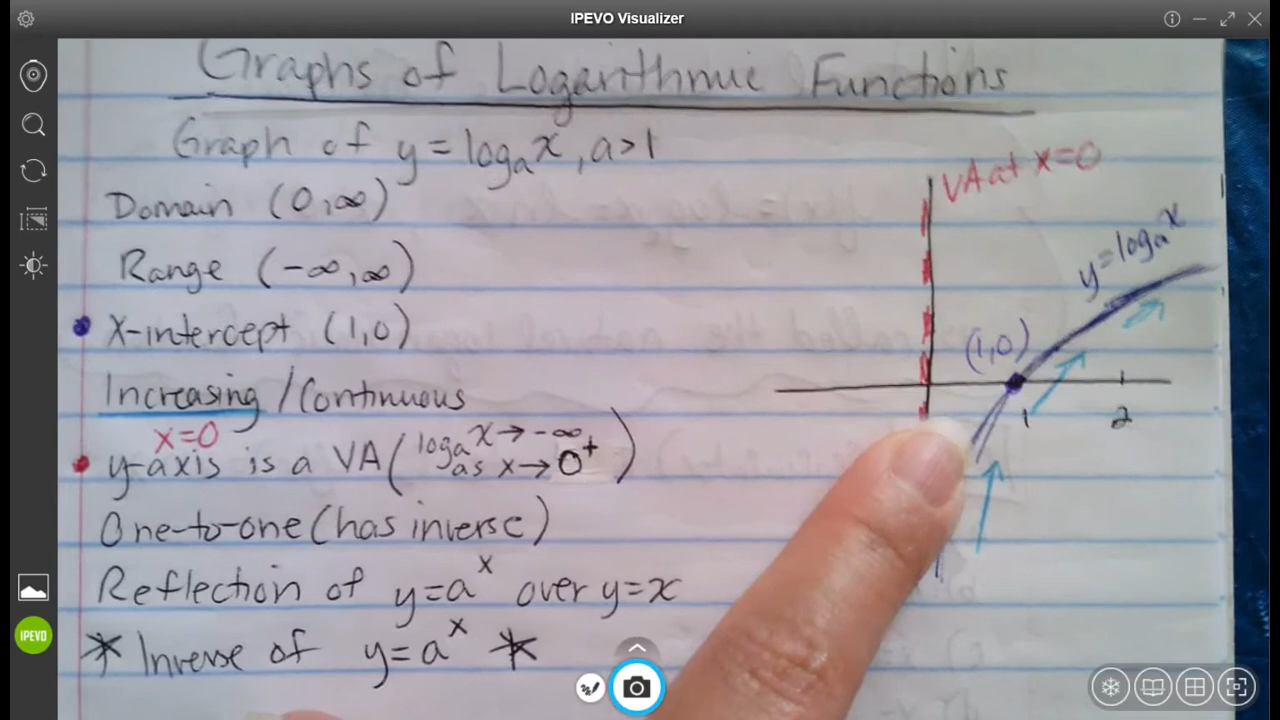 IPEVO Visualizer
Graphs of Logarithmic Functions
Graph of y = logₐx, a>1
Domain (0,∞)
Range (-∞,∞)
X-intercept (1,0)
Increasing/Continuous
x=0
y-axis is a VA (logₐx → -∞ as x → 0⁺)
One-to-one (has inverse)
Reflection of y=aˣ over y=x
* Inverse of y=aˣ *
VA at x=0
y=logₐx
(1,0)
1 2
IPEVO